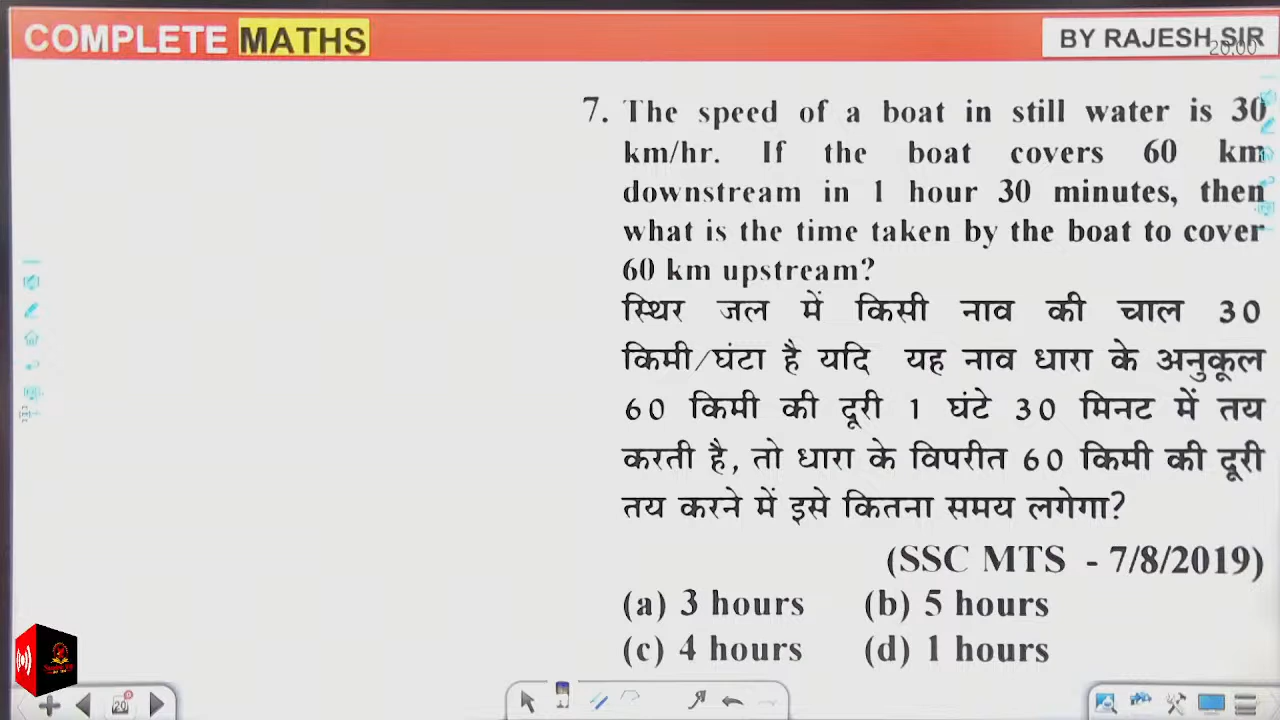 COMPLETE MATHS
BY RAJESH SIR
20:00
7. The speed of a boat in still water is 30
km/hr. If the boat covers 60 km
downstream in 1 hour 30 minutes, then
what is the time taken by the boat to cover
60 km upstream?
स्थिर जल में किसी नाव की चाल 30
किमी/घंटा है यदि यह नाव धारा के अनुकूल
60 किमी की दूरी 1 घंटे 30 मिनट में तय
करती है, तो धारा के विपरीत 60 किमी की दूरी
तय करने में इसे कितना समय लगेगा?
(SSC MTS - 7/8/2019)
(a) 3 hours (b) 5 hours
(c) 4 hours (d) 1 hours
20